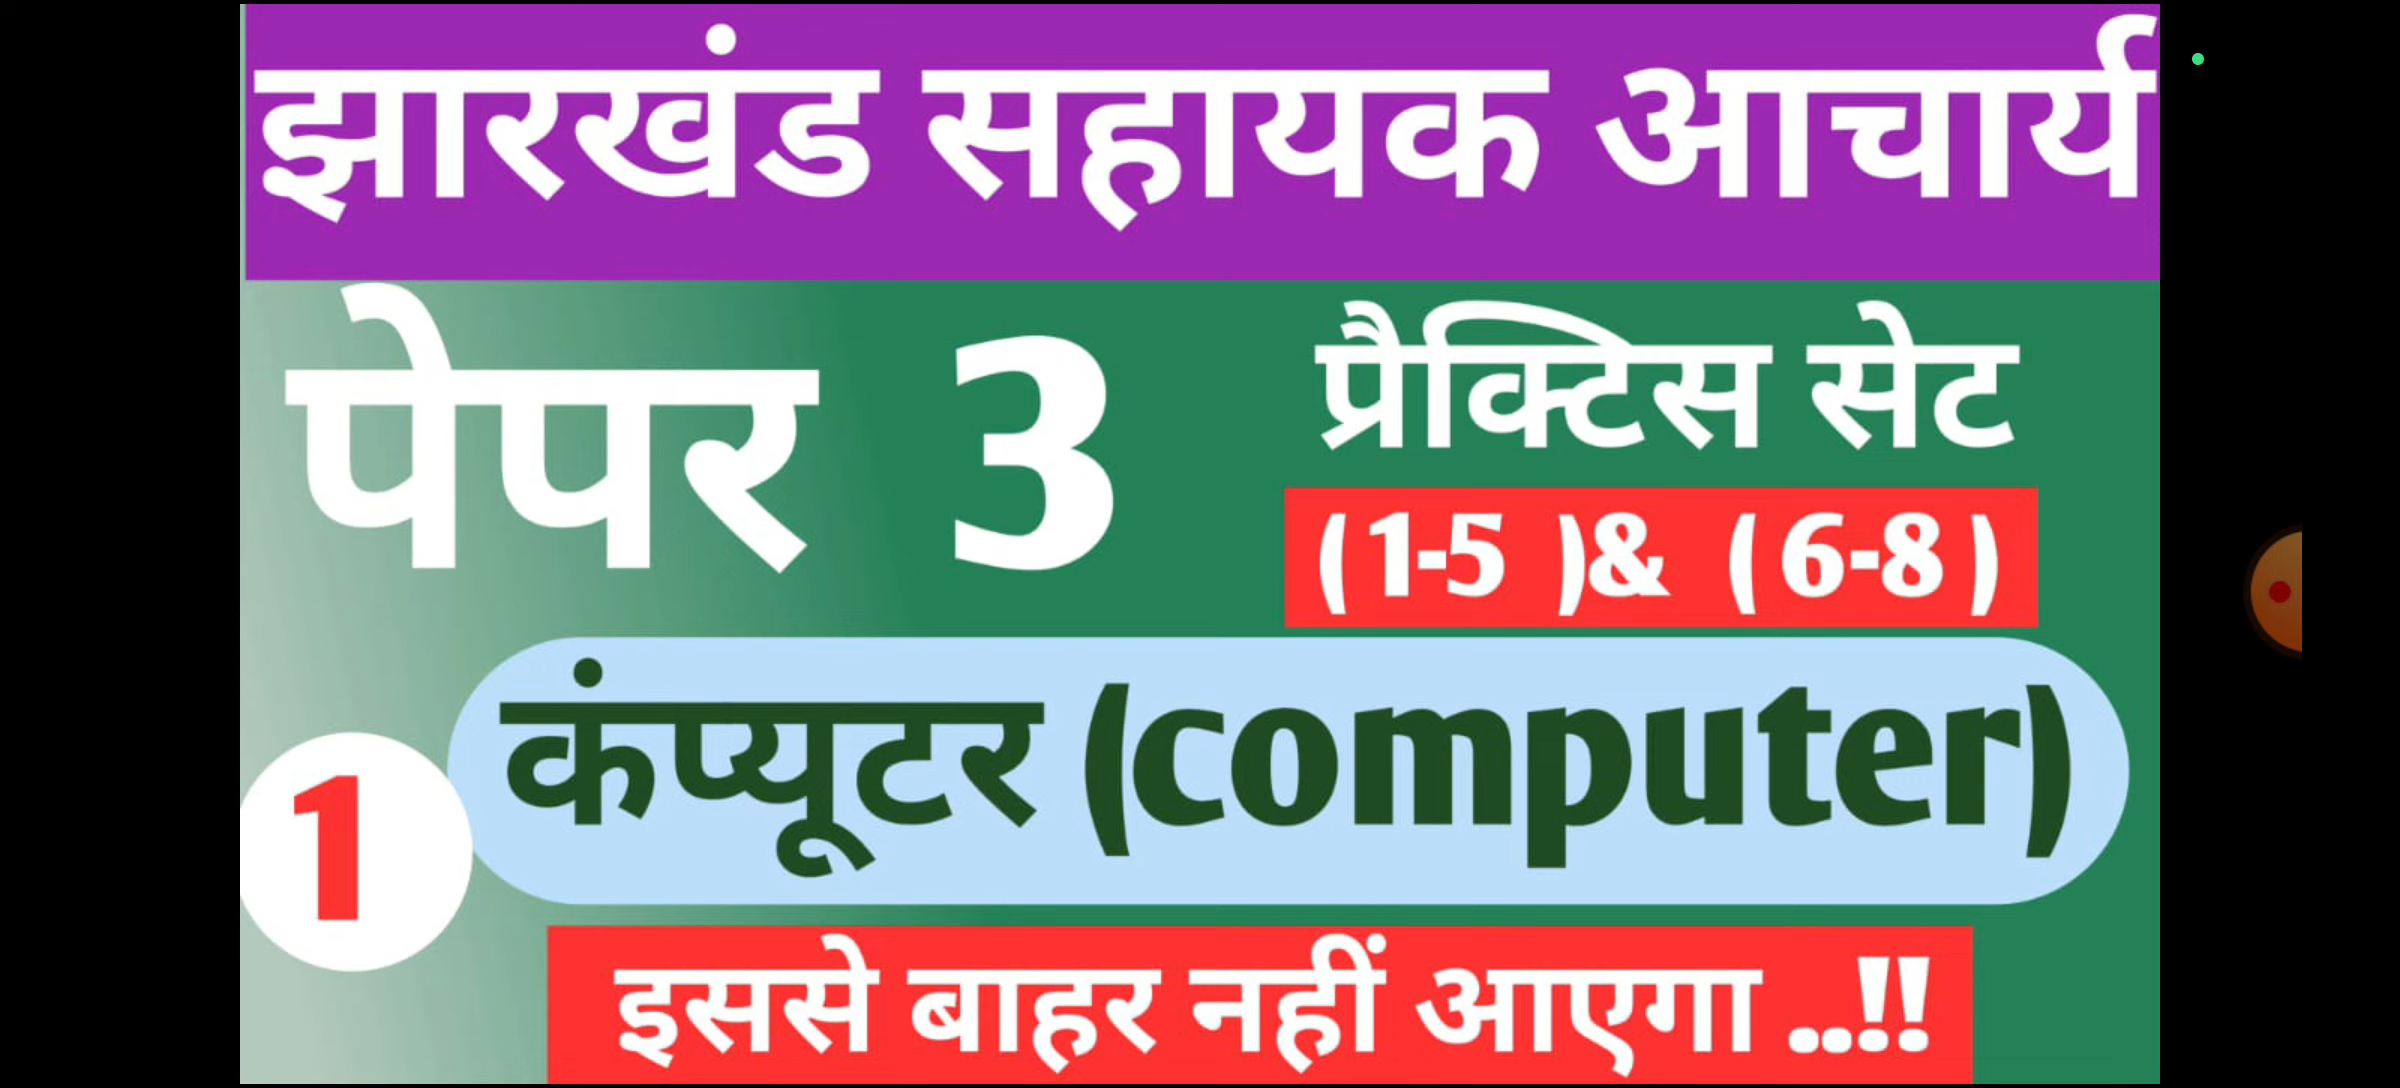 झारखंड सहायक आचार्य
पेपर 3
प्रैक्टिस सेट
( 1-5 )& ( 6-8 )
1
कंप्यूटर (computer)
इससे बाहर नहीं आएगा ..!!